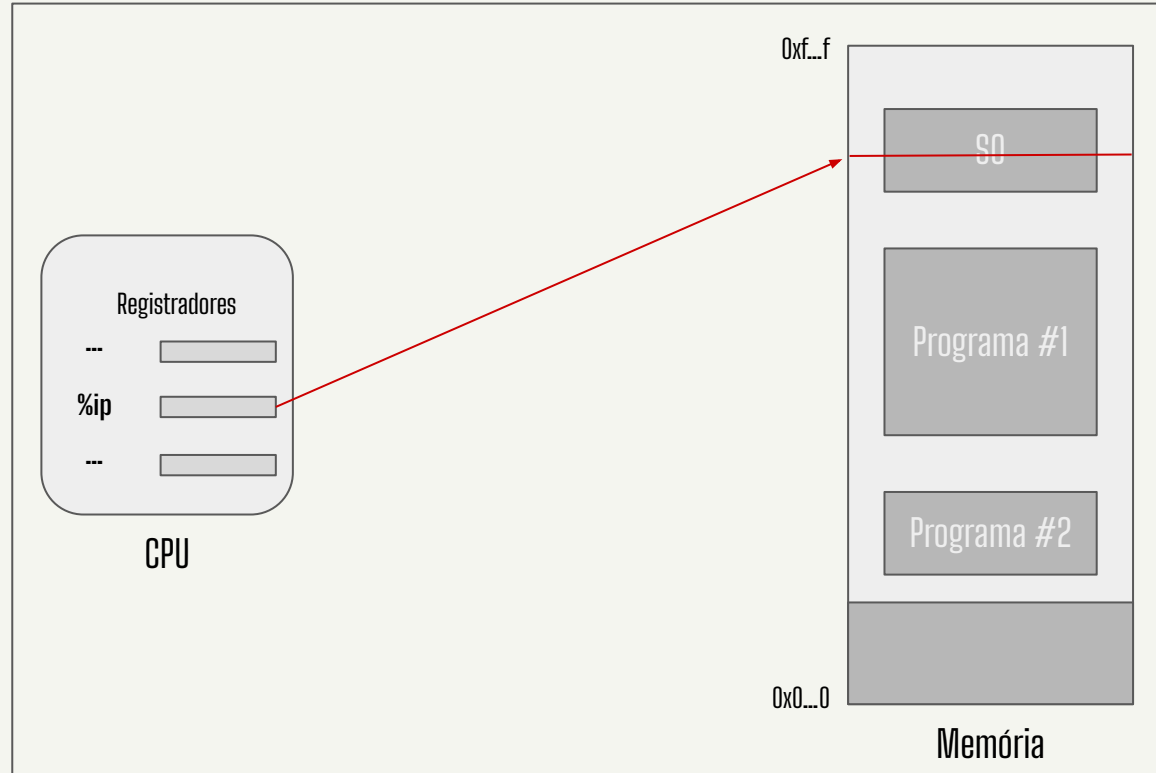 0xf...f
SO
Registradores
---
%ip
---
CPU
Programa #1
Programa #2
0x0...0
Memória